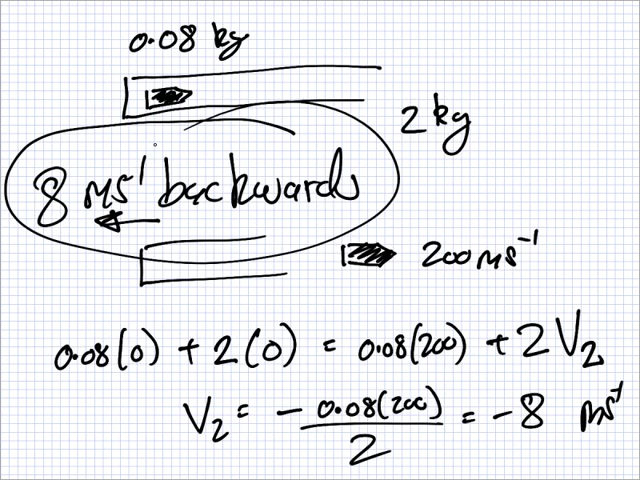 0.08 kg
2 kg
8 ms⁻¹ backwards
200 ms⁻¹
0.08(0) + 2(0) = 0.08(200) + 2V₂
V₂ = - 0.08(200) / 2 = -8 ms⁻¹